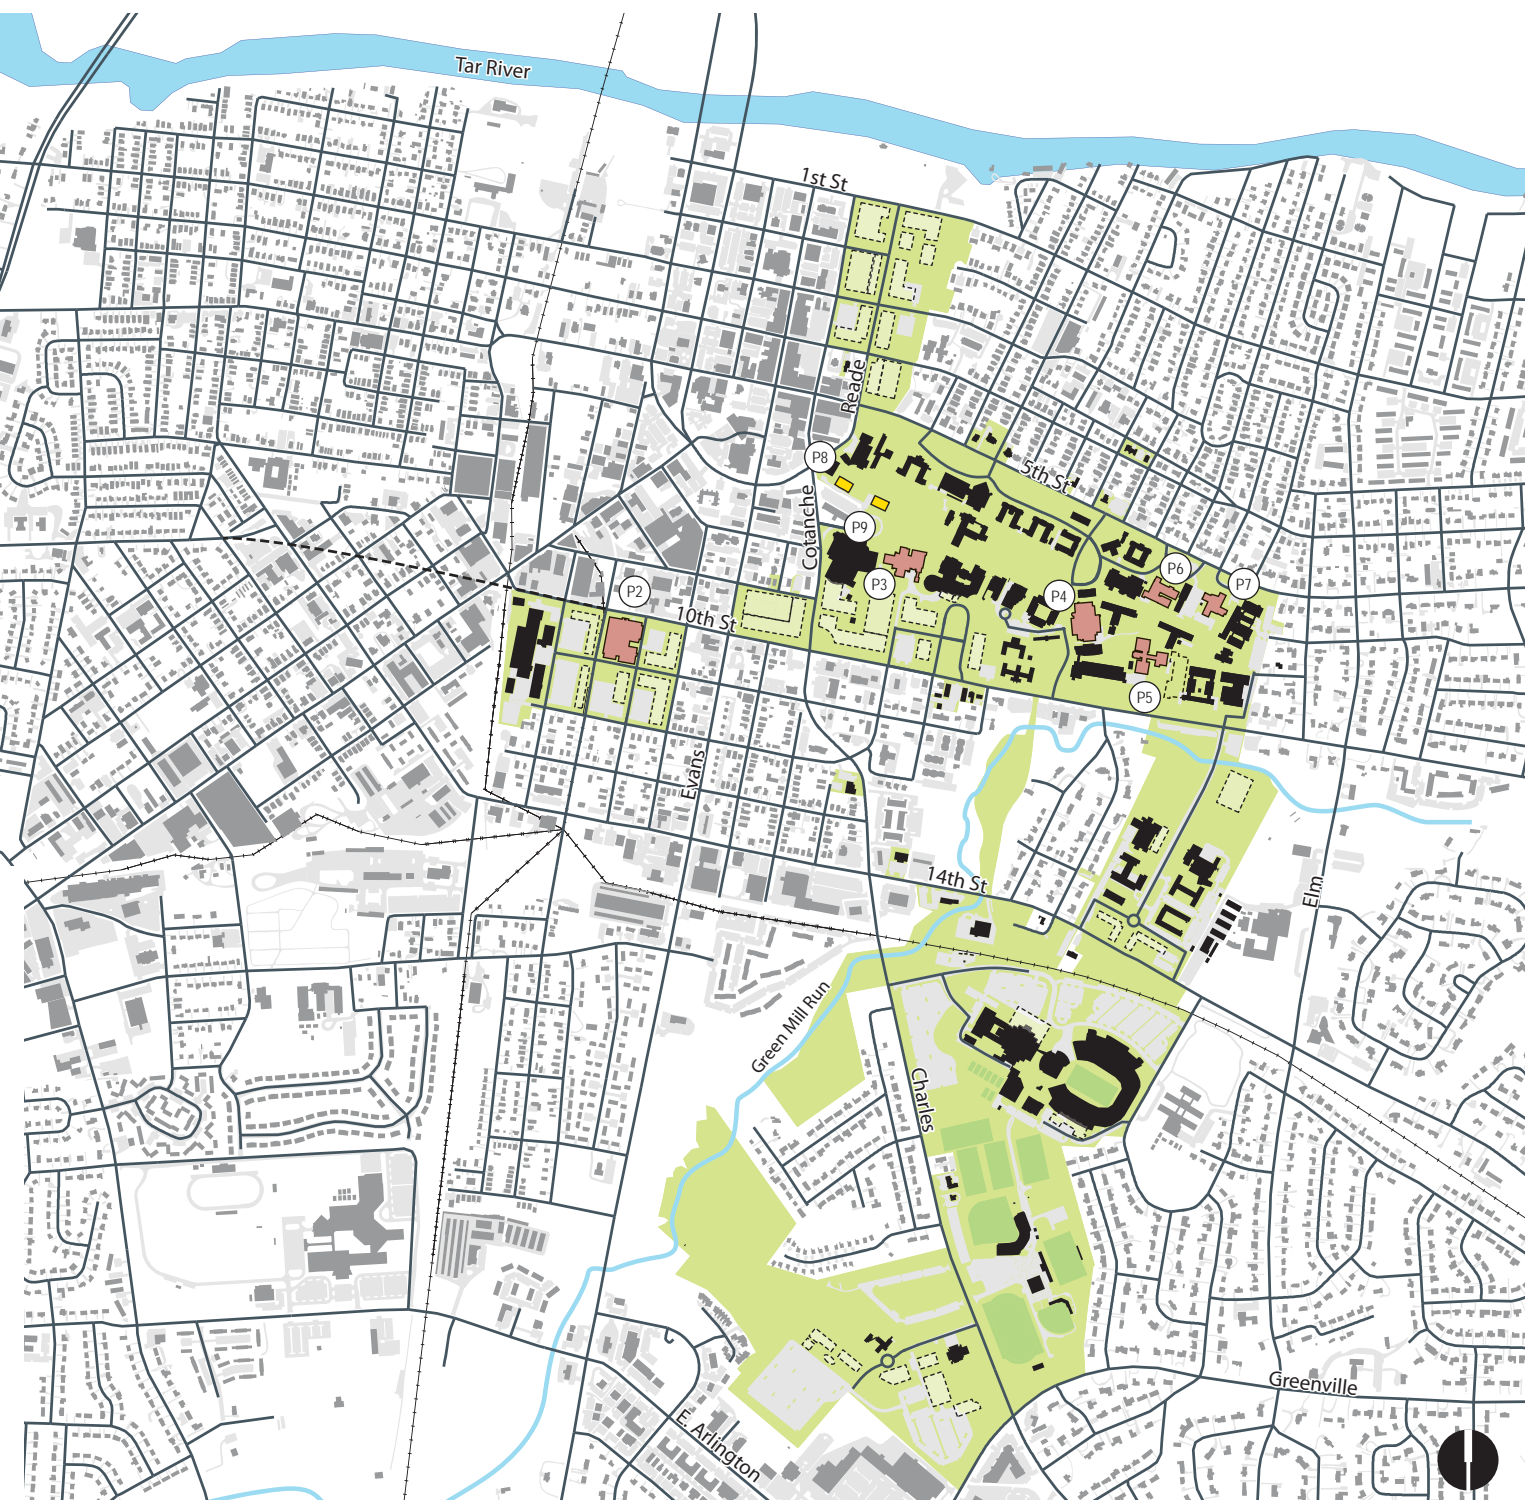 Tar River
1st St
Reade
P8
5th St
Cotanche
P9
P3
P6
P7
P4
P2
10th St
P5
Evans
14th St
Elm
Green Mill Run
Charles
Greenville
E. Arlington